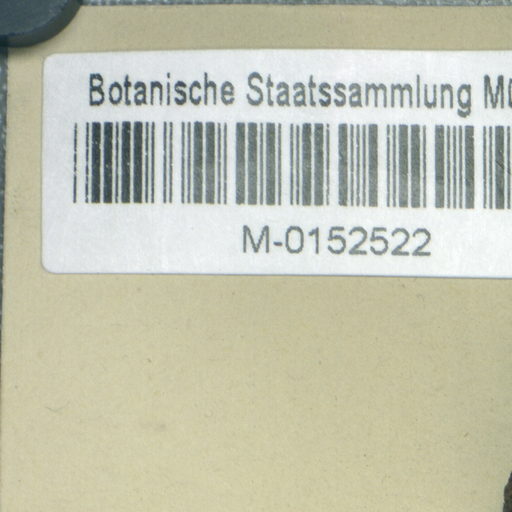 Botanische Staatssammlung Mü
M-0152522